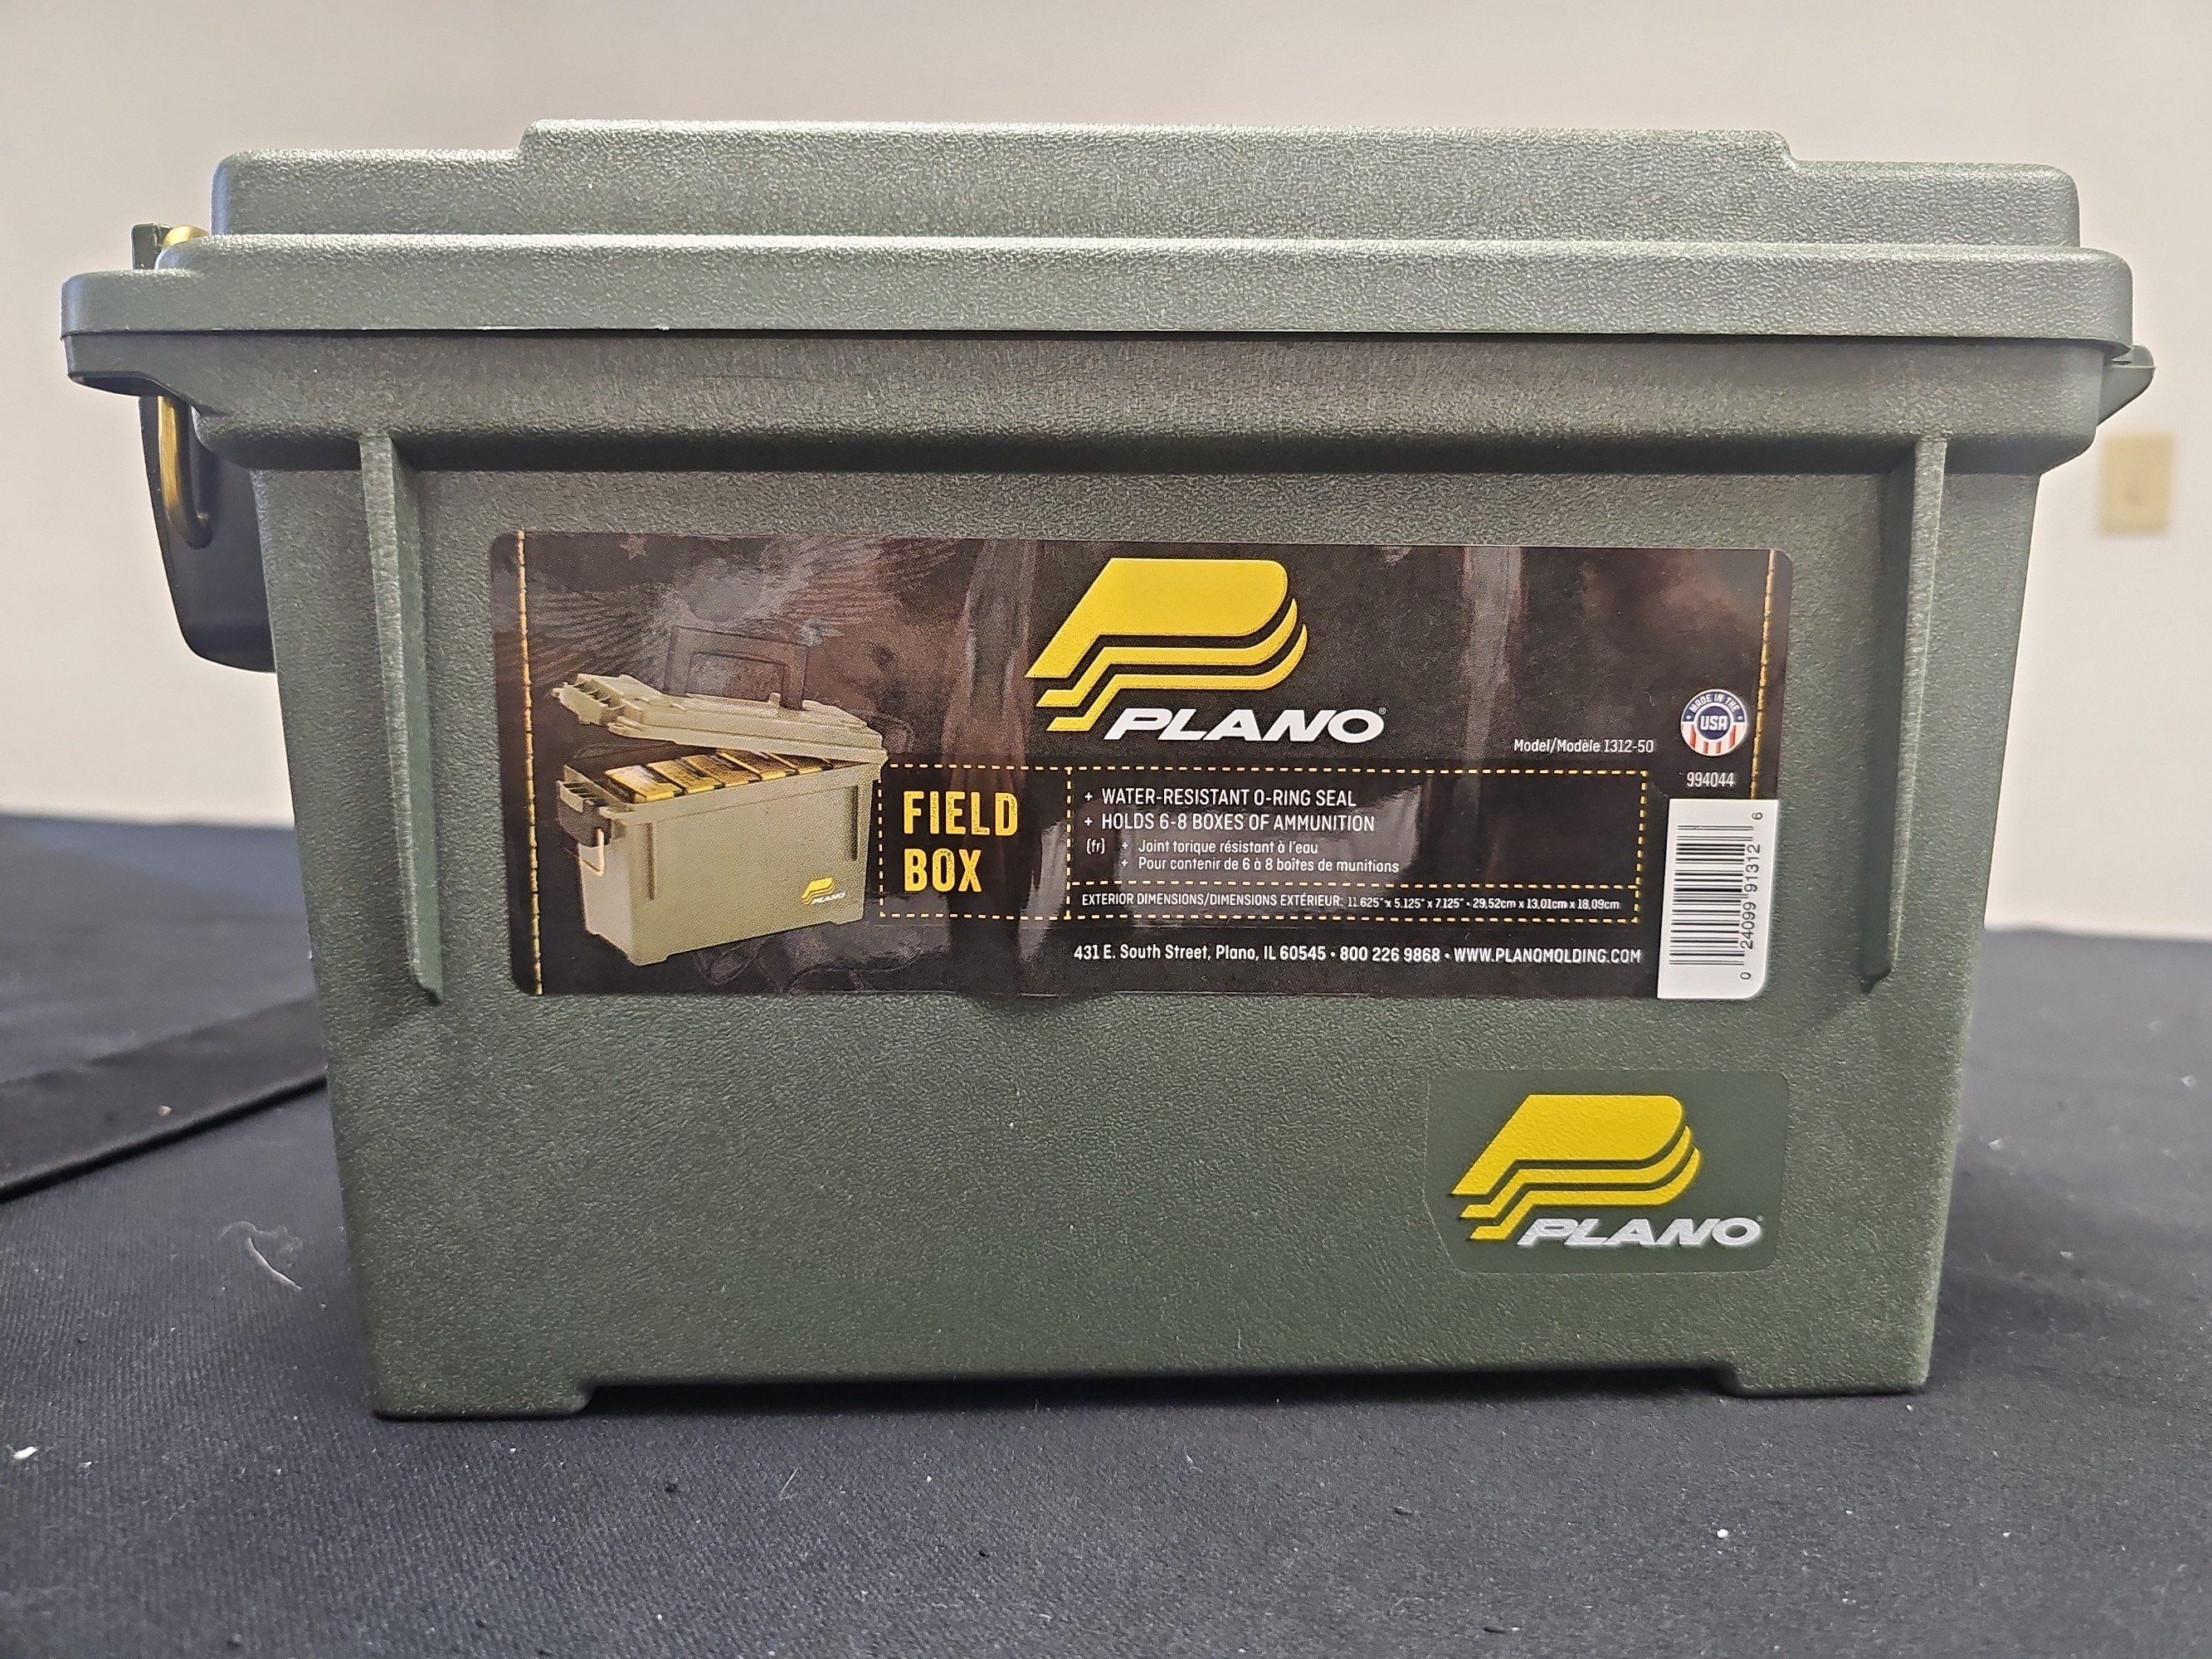 PLANO®
MADE IN THE
USA
Model/Modèle 1312-50
994044
FIELD
BOX
+ WATER-RESISTANT O-RING SEAL
+ HOLDS 6-8 BOXES OF AMMUNITION
(fr) + Joint torique résistant à l'eau
+ Pour contenir de 6 à 8 boîtes de munitions
EXTERIOR DIMENSIONS/DIMENSIONS EXTÉRIEUR: 11.625" x 5.125" x 7.125" • 29,52cm x 13,01cm x 18,09cm
431 E. South Street, Plano, IL 60545 • 800 226 9868 • WWW.PLANOMOLDING.COM
0 24099 91312 6
PLANO
PLANO®